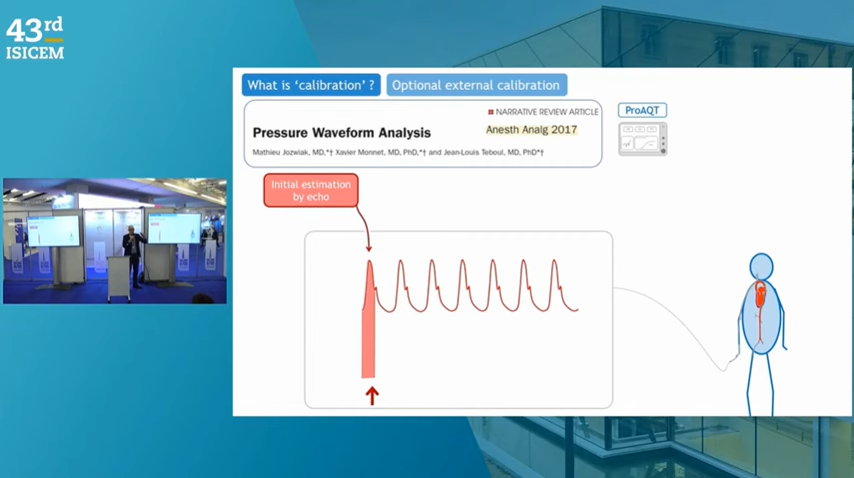 43rd
ISICEM
What is ‘calibration’ ?
Optional external calibration
NARRATIVE REVIEW ARTICLE
Pressure Waveform Analysis
Anesth Analg 2017
Mathieu Jozwiak, MD,*† Xavier Monnet, MD, PhD,*† and Jean-Louis Teboul, MD, PhD*†
ProAQT
Initial estimation
by echo